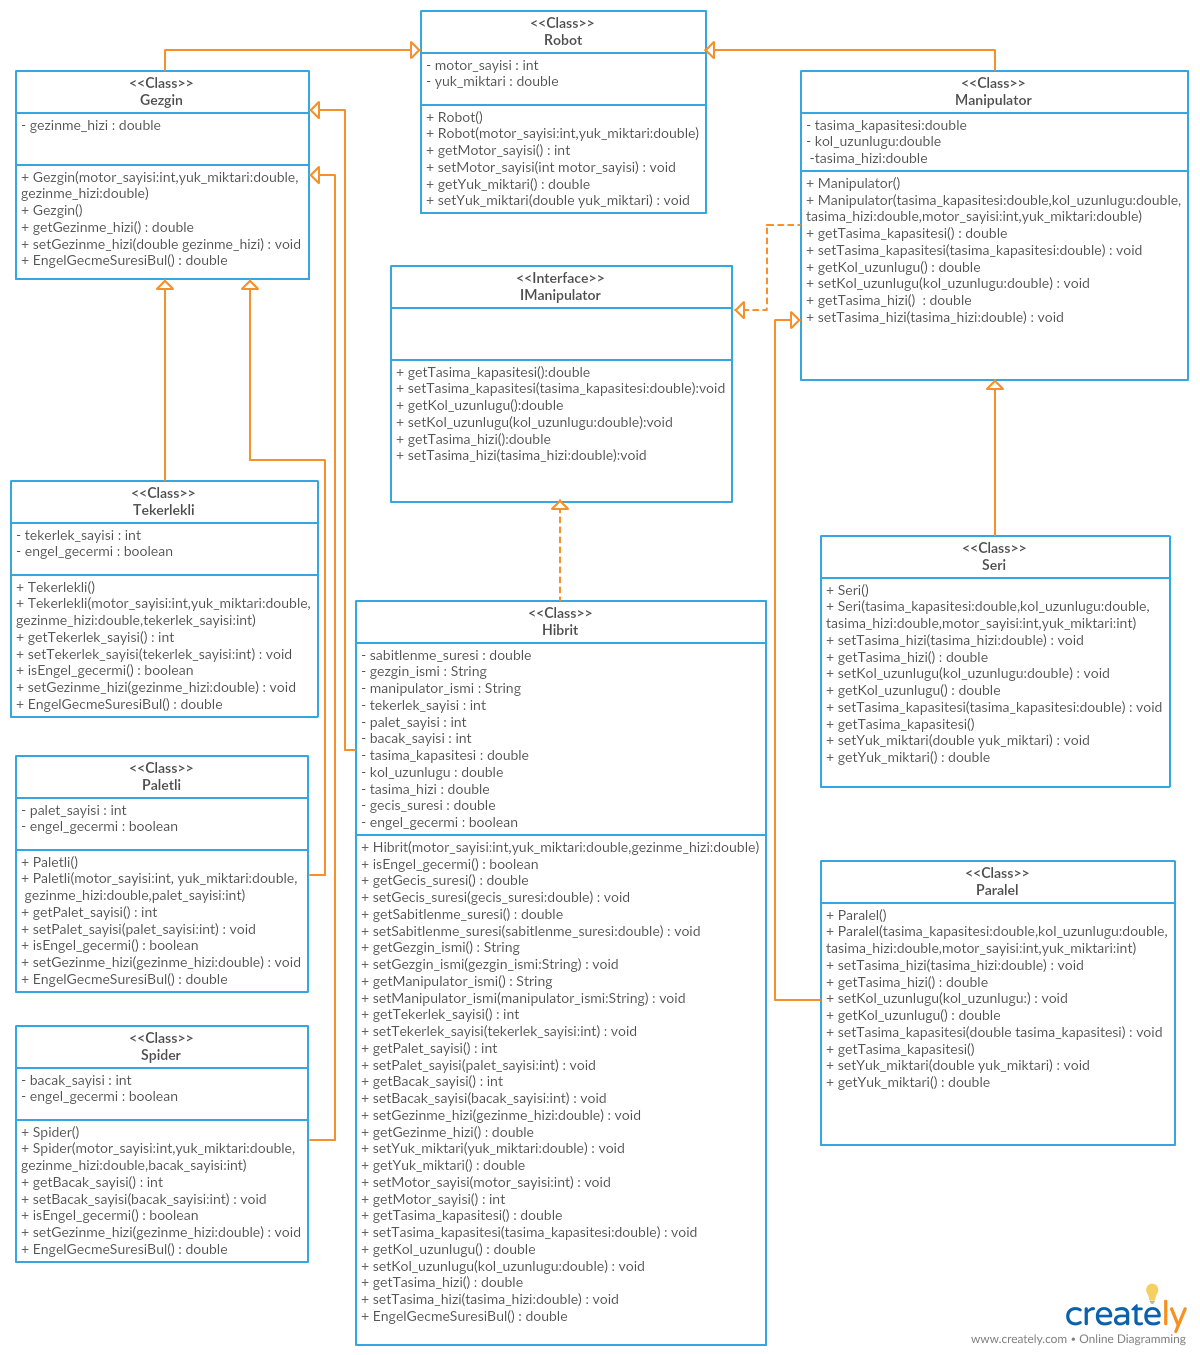 <<Class>>
Robot
- motor_sayisi : int
- yuk_miktari : double
+ Robot()
+ Robot(motor_sayisi:int,yuk_miktari:double)
+ getMotor_sayisi() : int
+ setMotor_sayisi(int motor_sayisi) : void
+ getYuk_miktari() : double
+ setYuk_miktari(double yuk_miktari) : void
<<Class>>
Gezgin
- gezinme_hizi : double
+ Gezgin(motor_sayisi:int,yuk_miktari:double,
gezinme_hizi:double)
+ Gezgin()
+ getGezinme_hizi() : double
+ setGezinme_hizi(double gezinme_hizi) : void
+ EngelGecmeSuresiBul() : double
<<Class>>
Manipulator
- tasima_kapasitesi:double
- kol_uzunlugu:double
-tasima_hizi:double
+ Manipulator()
+ Manipulator(tasima_kapasitesi:double,kol_uzunlugu:double,
tasima_hizi:double,motor_sayisi:int,yuk_miktari:double)
+ getTasima_kapasitesi() : double
+ setTasima_kapasitesi(tasima_kapasitesi:double) : void
+ getKol_uzunlugu() : double
+ setKol_uzunlugu(kol_uzunlugu:double) : void
+ getTasima_hizi()  : double
+ setTasima_hizi(tasima_hizi:double) : void
<<Interface>>
IManipulator
+ getTasima_kapasitesi():double
+ setTasima_kapasitesi(tasima_kapasitesi:double):void
+ getKol_uzunlugu():double
+ setKol_uzunlugu(kol_uzunlugu:double):void
+ getTasima_hizi():double
+ setTasima_hizi(tasima_hizi:double):void
<<Class>>
Tekerlekli
- tekerlek_sayisi : int
- engel_gecermi : boolean
+ Tekerlekli()
+ Tekerlekli(motor_sayisi:int,yuk_miktari:double,
gezinme_hizi:double,tekerlek_sayisi:int)
+ getTekerlek_sayisi() : int
+ setTekerlek_sayisi(tekerlek_sayisi:int) : void
+ isEngel_gecermi() : boolean
+ setGezinme_hizi(gezinme_hizi:double) : void
+ EngelGecmeSuresiBul() : double
<<Class>>
Paletli
- palet_sayisi : int
- engel_gecermi : boolean
+ Paletli()
+ Paletli(motor_sayisi:int, yuk_miktari:double,
gezinme_hizi:double,palet_sayisi:int)
+ getPalet_sayisi() : int
+ setPalet_sayisi(palet_sayisi:int) : void
+ isEngel_gecermi() : boolean
+ setGezinme_hizi(gezinme_hizi:double) : void
+ EngelGecmeSuresiBul() : double
<<Class>>
Spider
- bacak_sayisi : int
- engel_gecermi : boolean
+ Spider()
+ Spider(motor_sayisi:int,yuk_miktari:double,
gezinme_hizi:double,bacak_sayisi:int)
+ getBacak_sayisi() : int
+ setBacak_sayisi(bacak_sayisi:int) : void
+ isEngel_gecermi() : boolean
+ setGezinme_hizi(gezinme_hizi:double) : void
+ EngelGecmeSuresiBul() : double
<<Class>>
Hibrit
- sabitlenme_suresi : double
- gezgin_ismi : String
- manipulator_ismi : String
- tekerlek_sayisi : int
- palet_sayisi : int
- bacak_sayisi : int
- tasima_kapasitesi : double
- kol_uzunlugu : double
- tasima_hizi : double
- gecis_suresi : double
- engel_gecermi : boolean
+ Hibrit(motor_sayisi:int,yuk_miktari:double,gezinme_hizi:double)
+ isEngel_gecermi() : boolean
+ getGecis_suresi() : double
+ setGecis_suresi(gecis_suresi:double) : void
+ getSabitlenme_suresi() : double
+ setSabitlenme_suresi(sabitlenme_suresi:double) : void
+ getGezgin_ismi() : String
+ setGezgin_ismi(gezgin_ismi:String) : void
+ getManipulator_ismi() : String
+ setManipulator_ismi(manipulator_ismi:String) : void
+ getTekerlek_sayisi() : int
+ setTekerlek_sayisi(tekerlek_sayisi:int) : void
+ getPalet_sayisi() : int
+ setPalet_sayisi(palet_sayisi:int) : void
+ getBacak_sayisi() : int
+ setBacak_sayisi(bacak_sayisi:int) : void
+ setGezinme_hizi(gezinme_hizi:double) : void
+ getGezinme_hizi() : double
+ setYuk_miktari(yuk_miktari:double) : void
+ getYuk_miktari() : double
+ setMotor_sayisi(motor_sayisi:int) : void
+ getMotor_sayisi() : int
+ getTasima_kapasitesi() : double
+ setTasima_kapasitesi(tasima_kapasitesi:double) : void
+ getKol_uzunlugu() : double
+ setKol_uzunlugu(kol_uzunlugu:double) : void
+ getTasima_hizi() : double
+ setTasima_hizi(tasima_hizi:double) : void
+ EngelGecmeSuresiBul() : double
<<Class>>
Seri
+ Seri()
+ Seri(tasima_kapasitesi:double,kol_uzunlugu:double,
tasima_hizi:double,motor_sayisi:int,yuk_miktari:int)
+ setTasima_hizi(tasima_hizi:double) : void
+ getTasima_hizi() : double
+ setKol_uzunlugu(kol_uzunlugu:double) : void
+ getKol_uzunlugu() : double
+ setTasima_kapasitesi(tasima_kapasitesi:double) : void
+ getTasima_kapasitesi()
+ setYuk_miktari(double yuk_miktari) : void
+ getYuk_miktari() : double
<<Class>>
Paralel
+ Paralel()
+ Paralel(tasima_kapasitesi:double,kol_uzunlugu:double,
tasima_hizi:double,motor_sayisi:int,yuk_miktari:int)
+ setTasima_hizi(tasima_hizi:double) : void
+ getTasima_hizi() : double
+ setKol_uzunlugu(kol_uzunlugu:) : void
+ getKol_uzunlugu() : double
+ setTasima_kapasitesi(double tasima_kapasitesi) : void
+ getTasima_kapasitesi()
+ setYuk_miktari(double yuk_miktari) : void
+ getYuk_miktari() : double
creately
www.creately.com • Online Diagramming